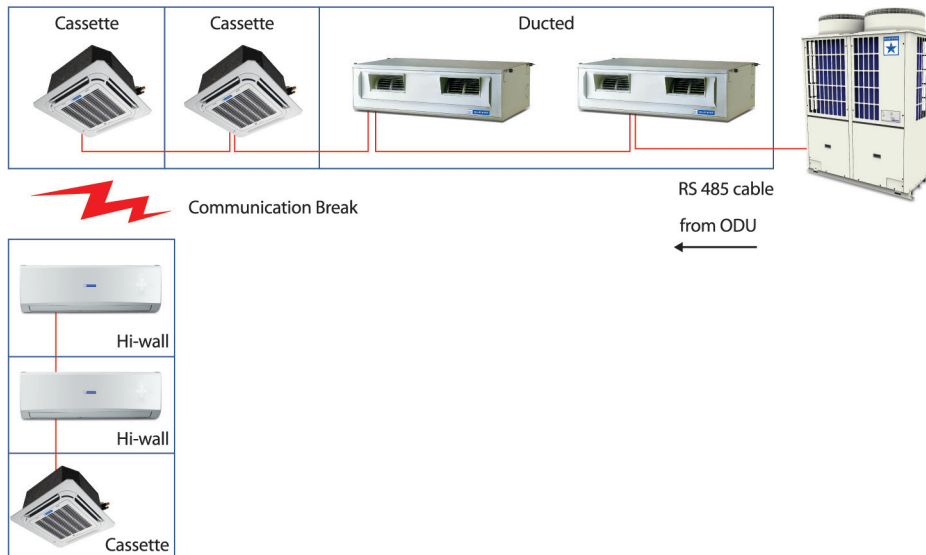 Cassette
Cassette
Ducted
RS 485 cable
Communication Break
from ODU
Hi-wall
Hi-wall
Cassette